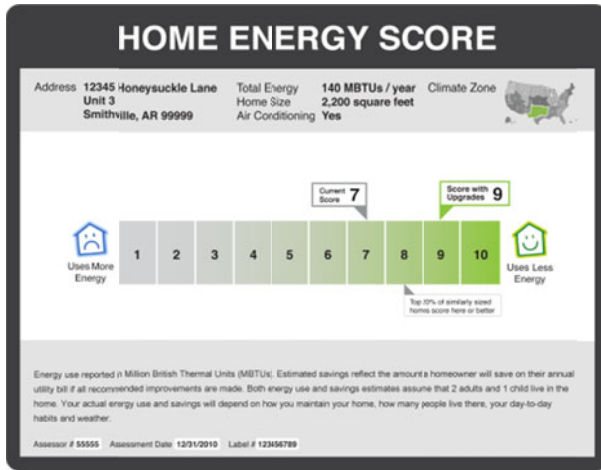 HOME ENERGY SCORE
Address 12345 Honeysuckle Lane
Unit 3
Smithville, AR 99999
Total Energy 140 MBTUs / year
Home Size 2,200 square feet
Air Conditioning Yes
Climate Zone
Current Score 7
Score with Upgrades 9
Uses More Energy
1 2 3 4 5 6 7 8 9 10
Uses Less Energy
Top 20% of similarly sized
homes score here or better
Energy use reported in Million British Thermal Units (MBTUs). Estimated savings reflect the amount a homeowner will save on their annual
utility bill if all recommended improvements are made. Both energy use and savings estimates assume that 2 adults and 1 child live in the
home. Your actual energy use and savings will depend on how you maintain your home, how many people live there, your day-to-day
habits and weather.
Assessor # 55555 Assessment Date 12/31/2010 Label # 123456789